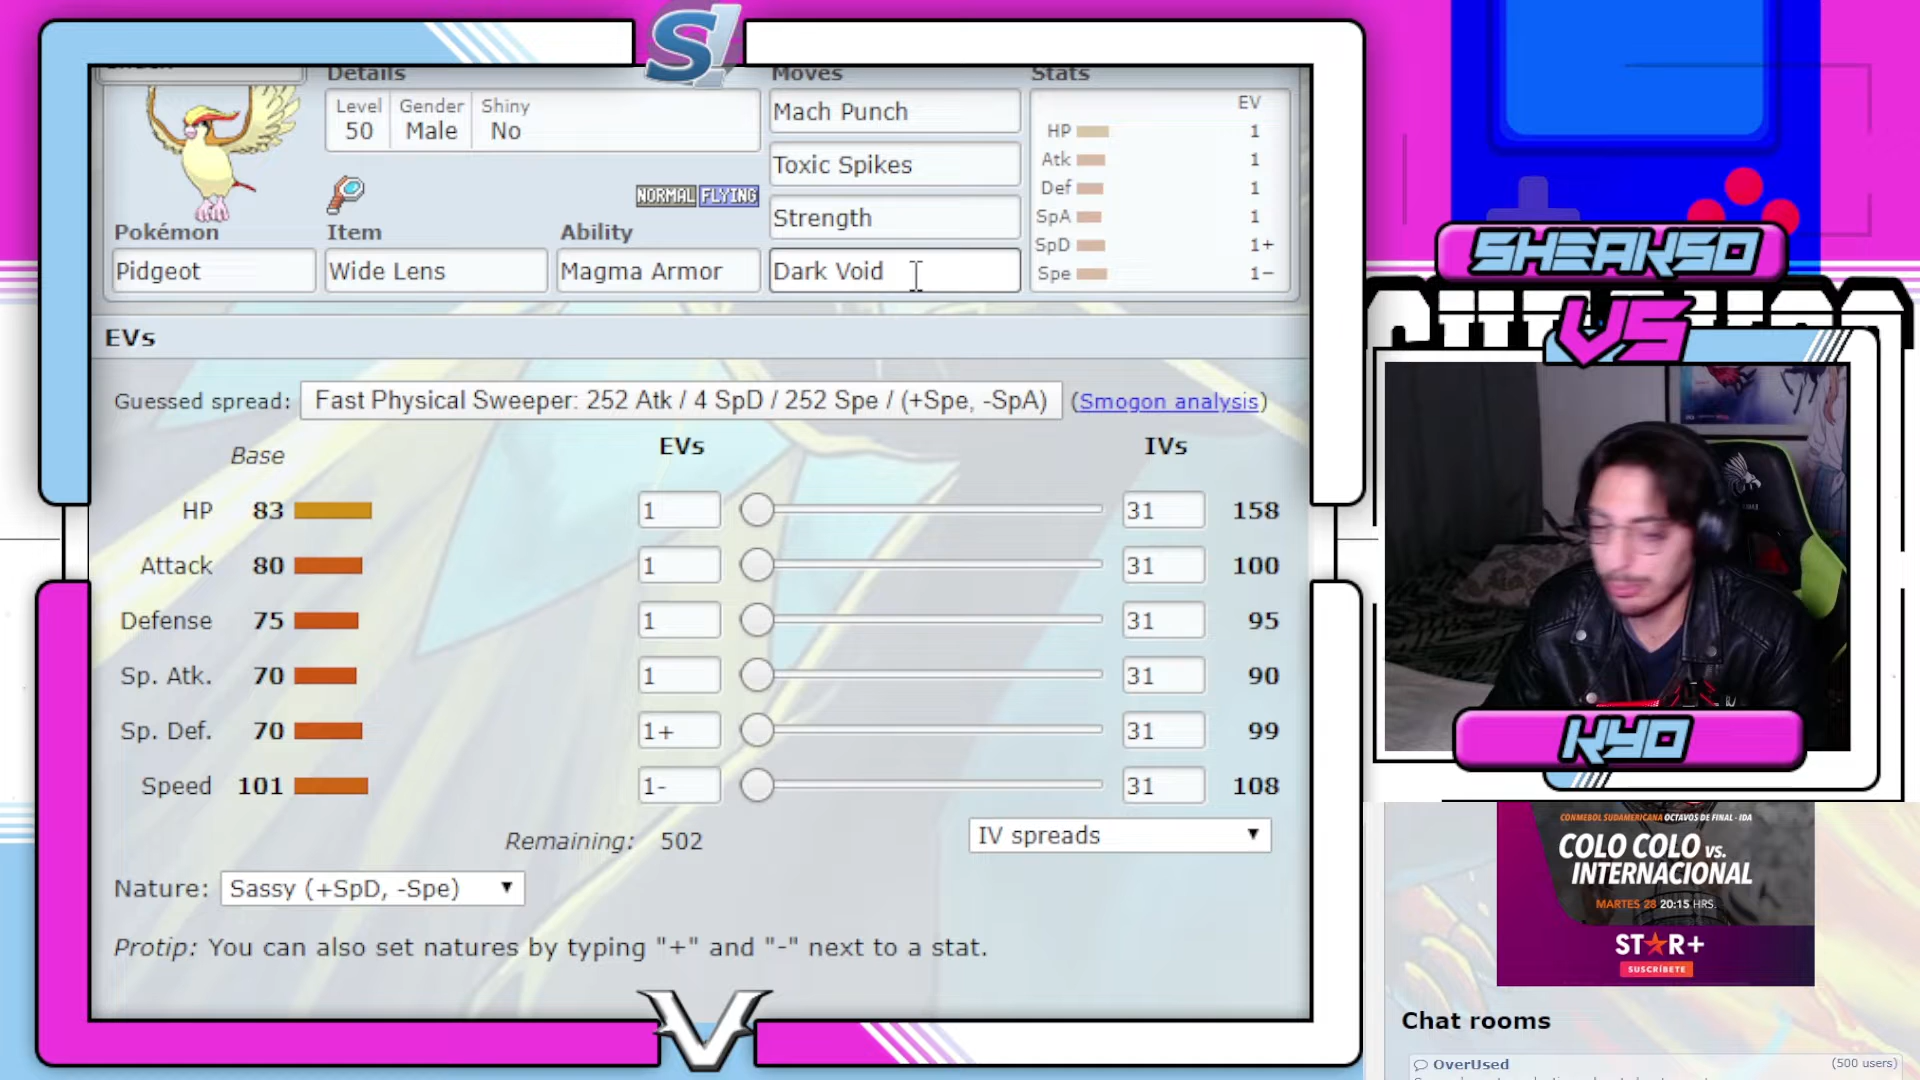 Details
Moves
Stats
Level
50
Gender
Male
Shiny
No
NORMAL FLYING
Pokémon
Pidgeot
Item
Wide Lens
Ability
Magma Armor
Mach Punch
Toxic Spikes
Strength
Dark Void
EV
HP 1
Atk 1
Def 1
SpA 1
SpD 1+
Spe 1−
EVs
Guessed spread: Fast Physical Sweeper: 252 Atk / 4 SpD / 252 Spe / (+Spe, -SpA) (Smogon analysis)
Base EVs IVs
HP 83 1 31 158
Attack 80 1 31 100
Defense 75 1 31 95
Sp. Atk. 70 1 31 90
Sp. Def. 70 1+ 31 99
Speed 101 1- 31 108
Remaining: 502
IV spreads
Nature: Sassy (+SpD, -Spe)
Protip: You can also set natures by typing "+" and "-" next to a stat.
SHEAKSO
VS
KYO
CONMEBOL SUDAMERICANA OCTAVOS DE FINAL - IDA
COLO COLO VS.
INTERNACIONAL
MARTES 28 20:15 HRS.
ST★R+
SUSCRÍBETE
Chat rooms
OverUsed (500 users)